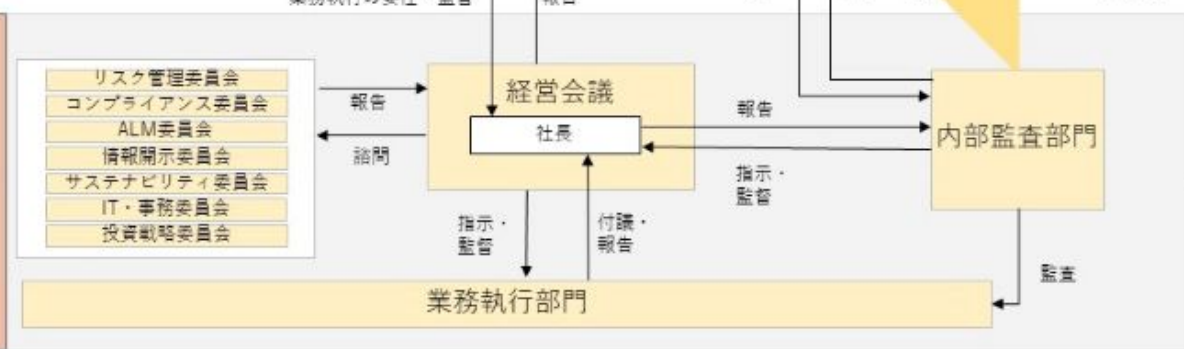 報告
リスク管理委員会
コンプライアンス委員会
ALM委員会
情報開示委員会
サステナビリティ委員会
IT・事務委員会
投資戦略委員会
報告
諮問
経営会議
社長
報告
指示・
監督
内部監査部門
指示・
監督
付議・
報告
監査
業務執行部門